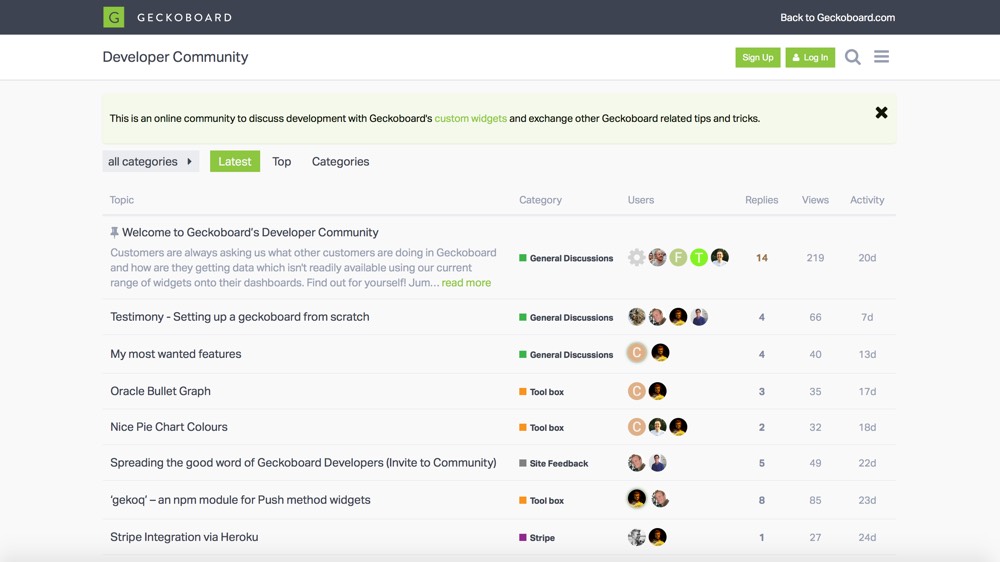 G GECKOBOARD Back to Geckoboard.com
Developer Community Sign Up Log In
This is an online community to discuss development with Geckoboard's custom widgets and exchange other Geckoboard related tips and tricks.
all categories Latest Top Categories
Topic Category Users Replies Views Activity
Welcome to Geckoboard's Developer Community
Customers are always asking us what other customers are doing in Geckoboard
and how are they getting data which isn't readily available using our current
range of widgets onto their dashboards. Find out for yourself! Jum… read more
General Discussions F T 14 219 20d
Testimony - Setting up a geckoboard from scratch General Discussions 4 66 7d
My most wanted features General Discussions C 4 40 13d
Oracle Bullet Graph Tool box C 3 35 17d
Nice Pie Chart Colours Tool box C 2 32 18d
Spreading the good word of Geckoboard Developers (Invite to Community) Site Feedback 5 49 22d
'gekoq' – an npm module for Push method widgets Tool box 8 85 23d
Stripe Integration via Heroku Stripe 1 27 24d